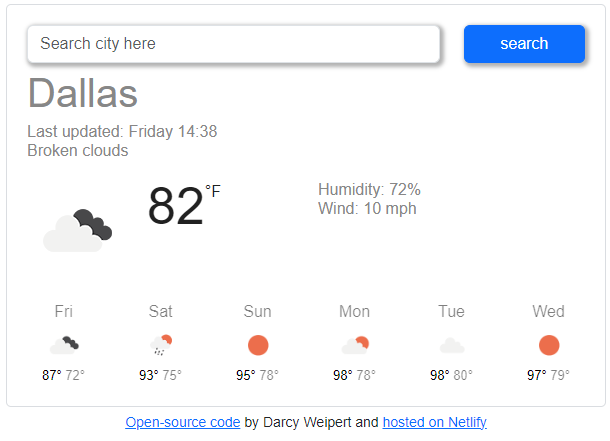 Search city here search
Dallas
Last updated: Friday 14:38
Broken clouds
82°F Humidity: 72%
Wind: 10 mph
Fri Sat Sun Mon Tue Wed
87° 72° 93° 75° 95° 78° 98° 78° 98° 80° 97° 79°
Open-source code by Darcy Weipert and hosted on Netlify